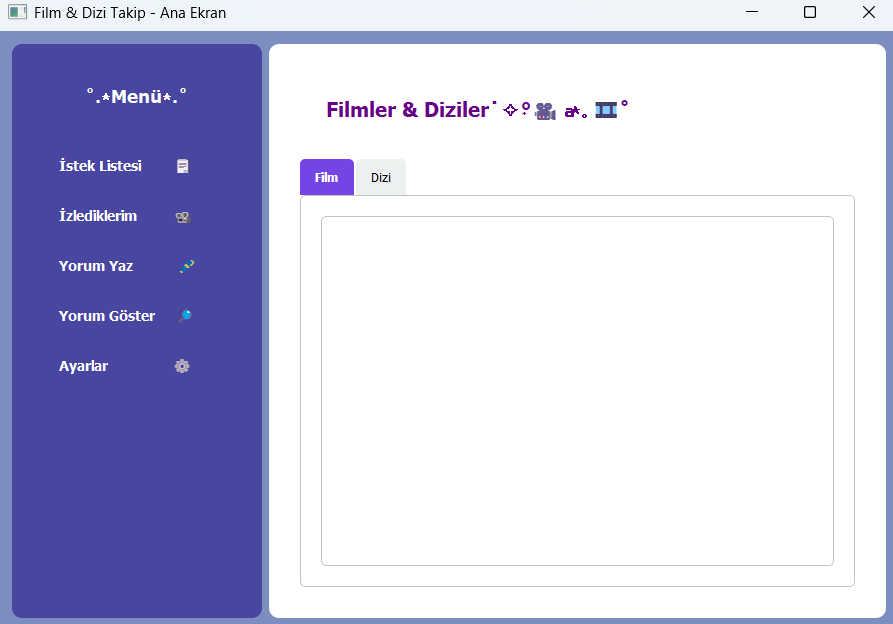 Film & Dizi Takip - Ana Ekran
˚.⋆Menü⋆.˚
İstek Listesi
İzlediklerim
Yorum Yaz
Yorum Göster
Ayarlar
Filmler & Diziler˙✧˖°🎥 ⋆｡🎞️˚
Film
Dizi